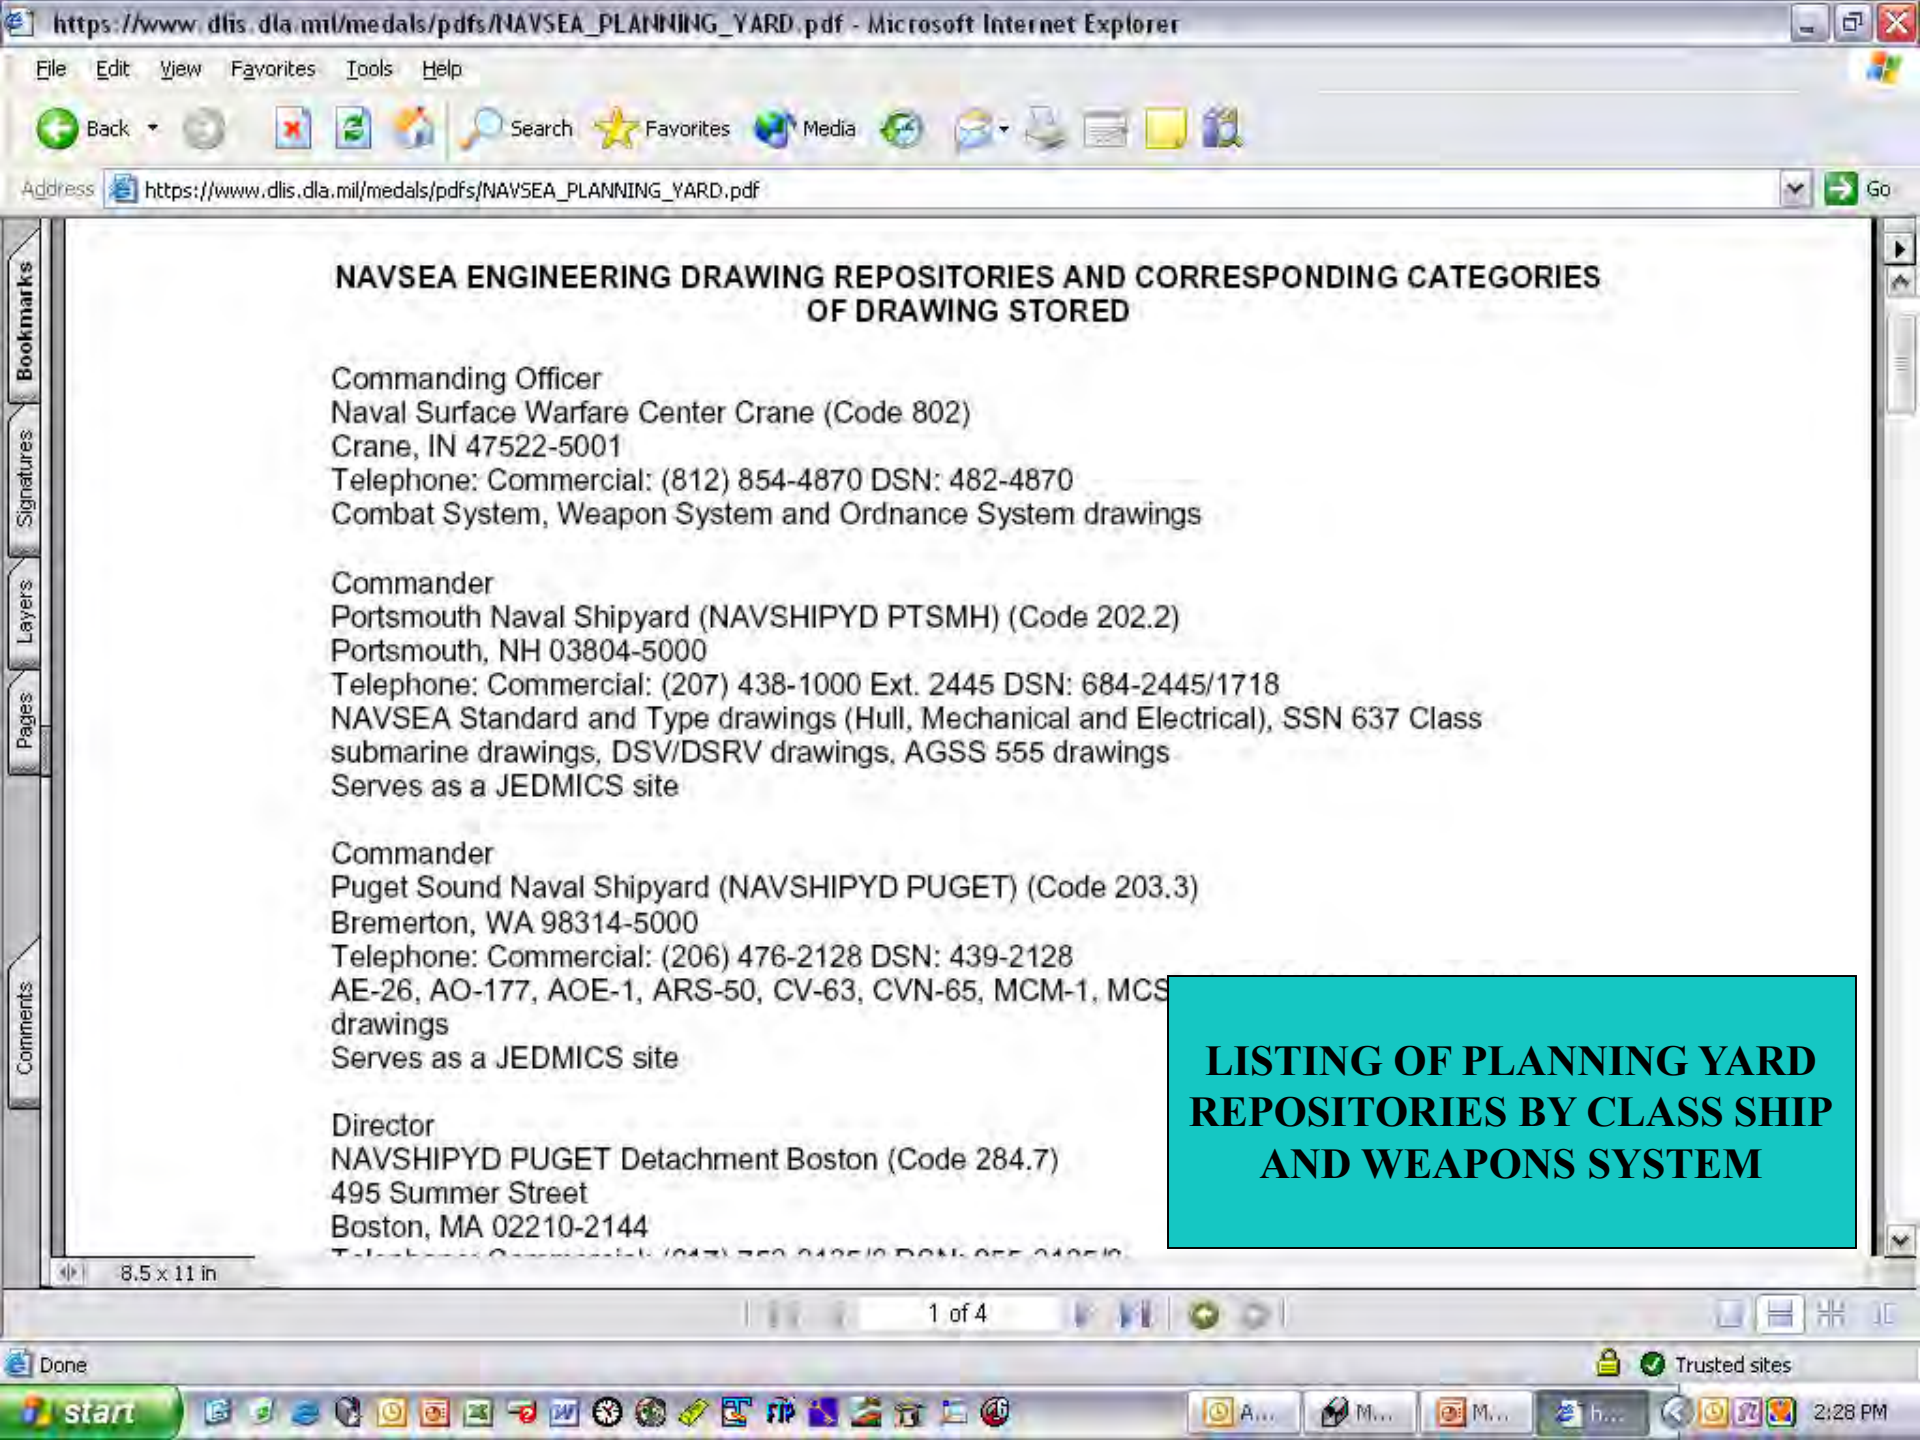 https://www.dlis.dla.mil/medals/pdfs/NAVSEA_PLANNING_YARD.pdf - Microsoft Internet Explorer
File Edit View Favorites Tools Help
Back Search Favorites Media
Address https://www.dlis.dla.mil/medals/pdfs/NAVSEA_PLANNING_YARD.pdf Go
Bookmarks
Signatures
Layers
Pages
Comments
NAVSEA ENGINEERING DRAWING REPOSITORIES AND CORRESPONDING CATEGORIES
OF DRAWING STORED
Commanding Officer
Naval Surface Warfare Center Crane (Code 802)
Crane, IN 47522-5001
Telephone: Commercial: (812) 854-4870 DSN: 482-4870
Combat System, Weapon System and Ordnance System drawings
Commander
Portsmouth Naval Shipyard (NAVSHIPYD PTSMH) (Code 202.2)
Portsmouth, NH 03804-5000
Telephone: Commercial: (207) 438-1000 Ext. 2445 DSN: 684-2445/1718
NAVSEA Standard and Type drawings (Hull, Mechanical and Electrical), SSN 637 Class
submarine drawings, DSV/DSRV drawings, AGSS 555 drawings
Serves as a JEDMICS site
Commander
Puget Sound Naval Shipyard (NAVSHIPYD PUGET) (Code 203.3)
Bremerton, WA 98314-5000
Telephone: Commercial: (206) 476-2128 DSN: 439-2128
AE-26, AO-177, AOE-1, ARS-50, CV-63, CVN-65, MCM-1, MCS
drawings
Serves as a JEDMICS site
Director
NAVSHIPYD PUGET Detachment Boston (Code 284.7)
495 Summer Street
Boston, MA 02210-2144
LISTING OF PLANNING YARD
REPOSITORIES BY CLASS SHIP
AND WEAPONS SYSTEM
8.5 x 11 in
1 of 4
Done Trusted sites
start A... M... M... h... 2:28 PM